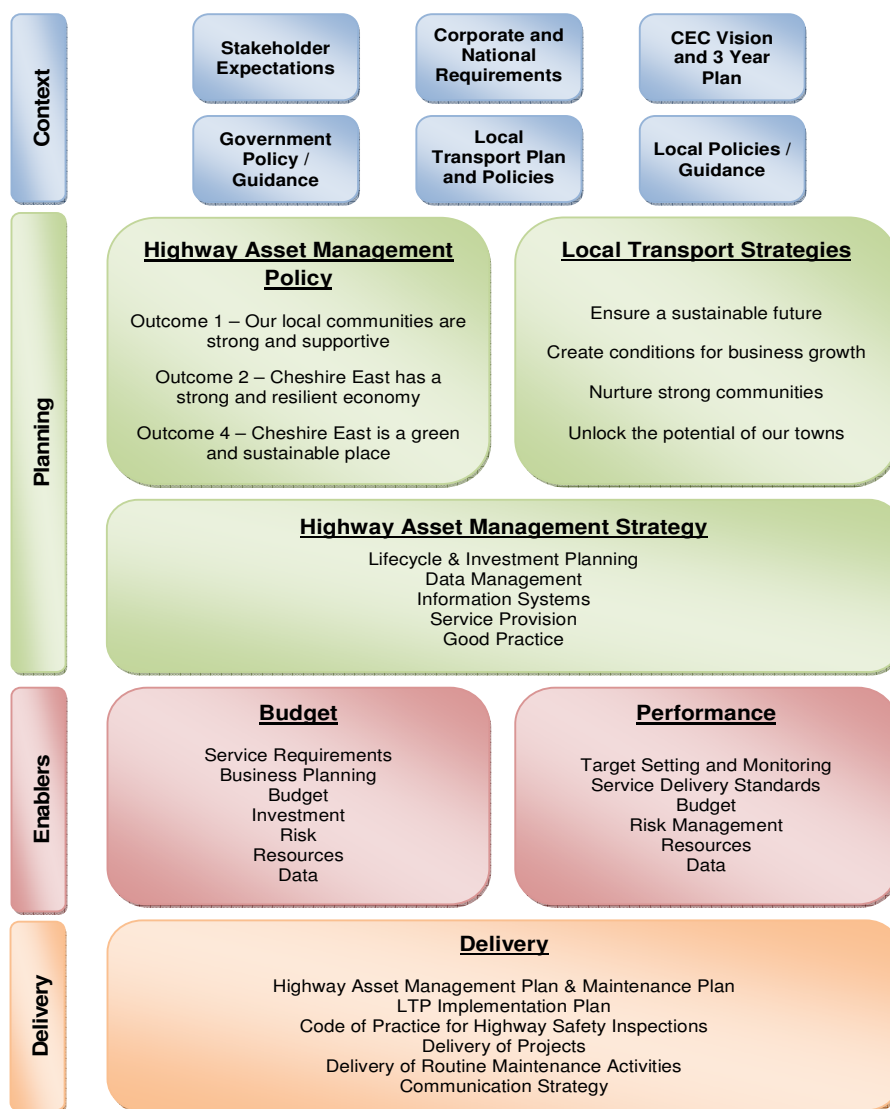 Context
Stakeholder
Expectations
Corporate and
National
Requirements
CEC Vision
and 3 Year
Plan
Government
Policy /
Guidance
Local
Transport Plan
and Policies
Local Policies /
Guidance
Planning
Highway Asset Management
Policy
Outcome 1 – Our local communities are
strong and supportive
Outcome 2 – Cheshire East has a
strong and resilient economy
Outcome 4 – Cheshire East is a green
and sustainable place
Local Transport Strategies
Ensure a sustainable future
Create conditions for business growth
Nurture strong communities
Unlock the potential of our towns
Highway Asset Management Strategy
Lifecycle & Investment Planning
Data Management
Information Systems
Service Provision
Good Practice
Enablers
Budget
Service Requirements
Business Planning
Budget
Investment
Risk
Resources
Data
Performance
Target Setting and Monitoring
Service Delivery Standards
Budget
Risk Management
Resources
Data
Delivery
Delivery
Highway Asset Management Plan & Maintenance Plan
LTP Implementation Plan
Code of Practice for Highway Safety Inspections
Delivery of Projects
Delivery of Routine Maintenance Activities
Communication Strategy